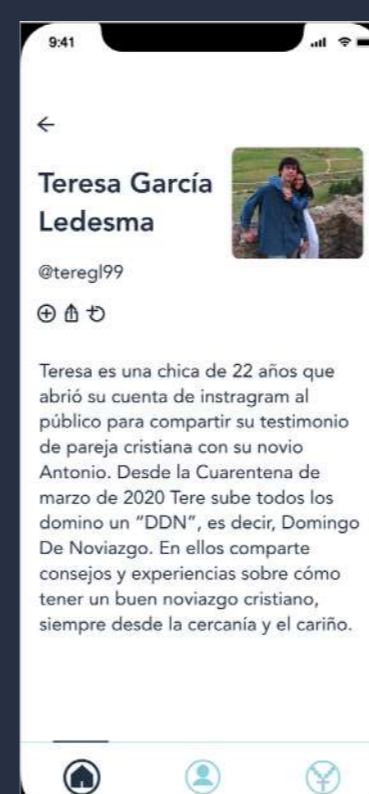 9:41
Teresa García
Ledesma
@teregl99
Teresa es una chica de 22 años que
abrió su cuenta de instragram al
público para compartir su testimonio
de pareja cristiana con su novio
Antonio. Desde la Cuarentena de
marzo de 2020 Tere sube todos los
domino un “DDN”, es decir, Domingo
De Noviazgo. En ellos comparte
consejos y experiencias sobre cómo
tener un buen noviazgo cristiano,
siempre desde la cercanía y el cariño.